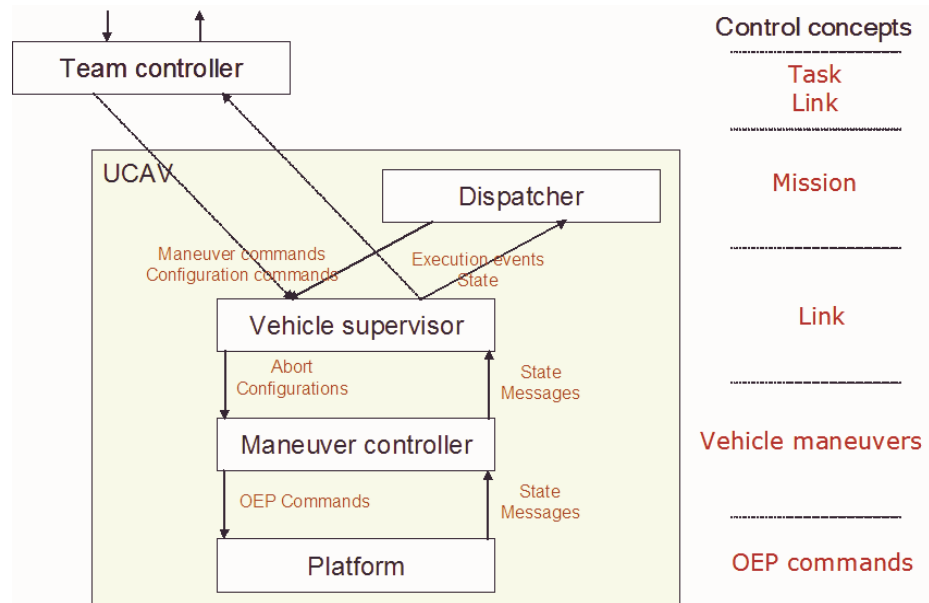 Control concepts
Team controller
Task
Link
UCAV
Mission
Dispatcher
Maneuver commands
Configuration commands
Execution events
State
Vehicle supervisor
Link
Abort
Configurations
State
Messages
Maneuver controller
Vehicle maneuvers
OEP Commands
State
Messages
Platform
OEP commands